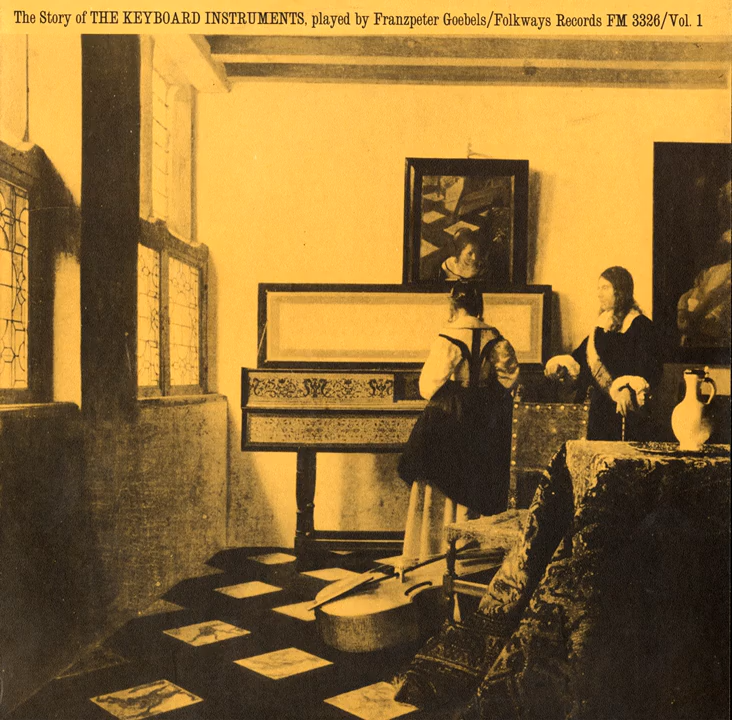 The Story of THE KEYBOARD INSTRUMENTS, played by Franzpeter Goebels/Folkways Records FM 3326/Vol. 1